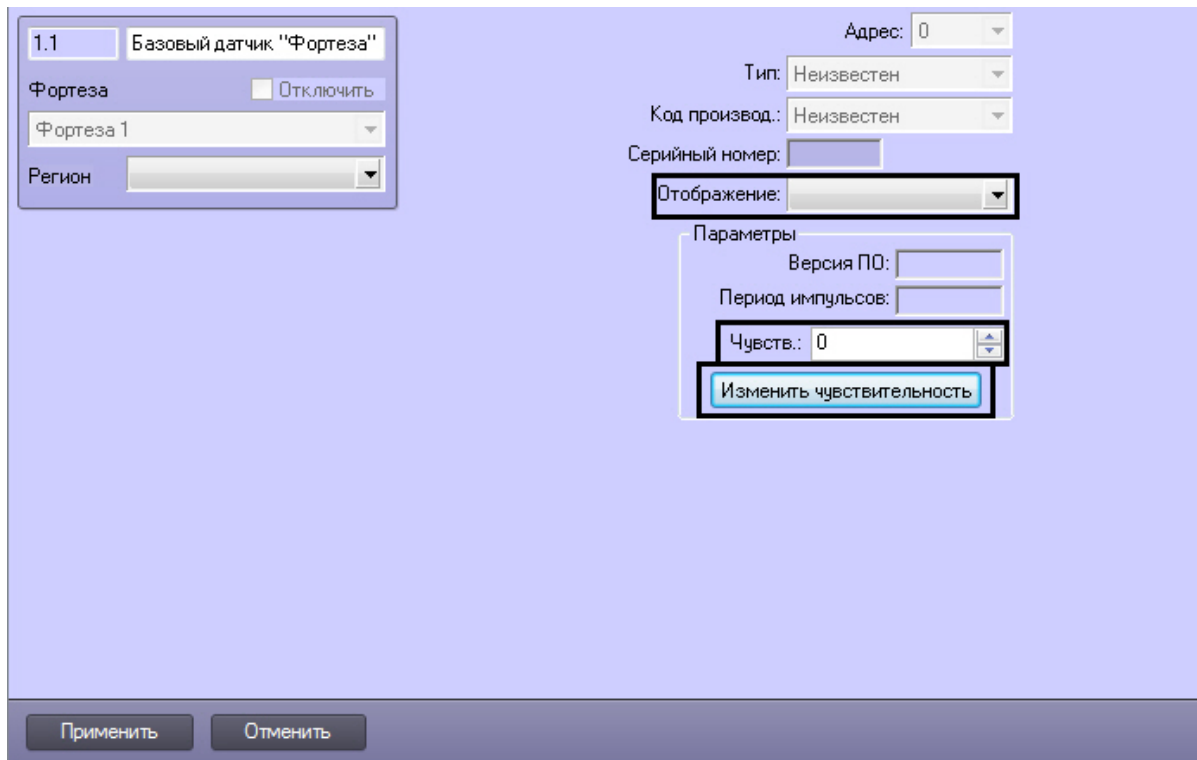 1.1 Базовый датчик "Фортеза"
Фортеза Отключить
Фортеза 1
Регион
Адрес: 0
Тип: Неизвестен
Код производ.: Неизвестен
Серийный номер:
Отображение:
Параметры
Версия ПО:
Период импульсов:
Чувств.: 0
Изменить чувствительность
Применить Отменить